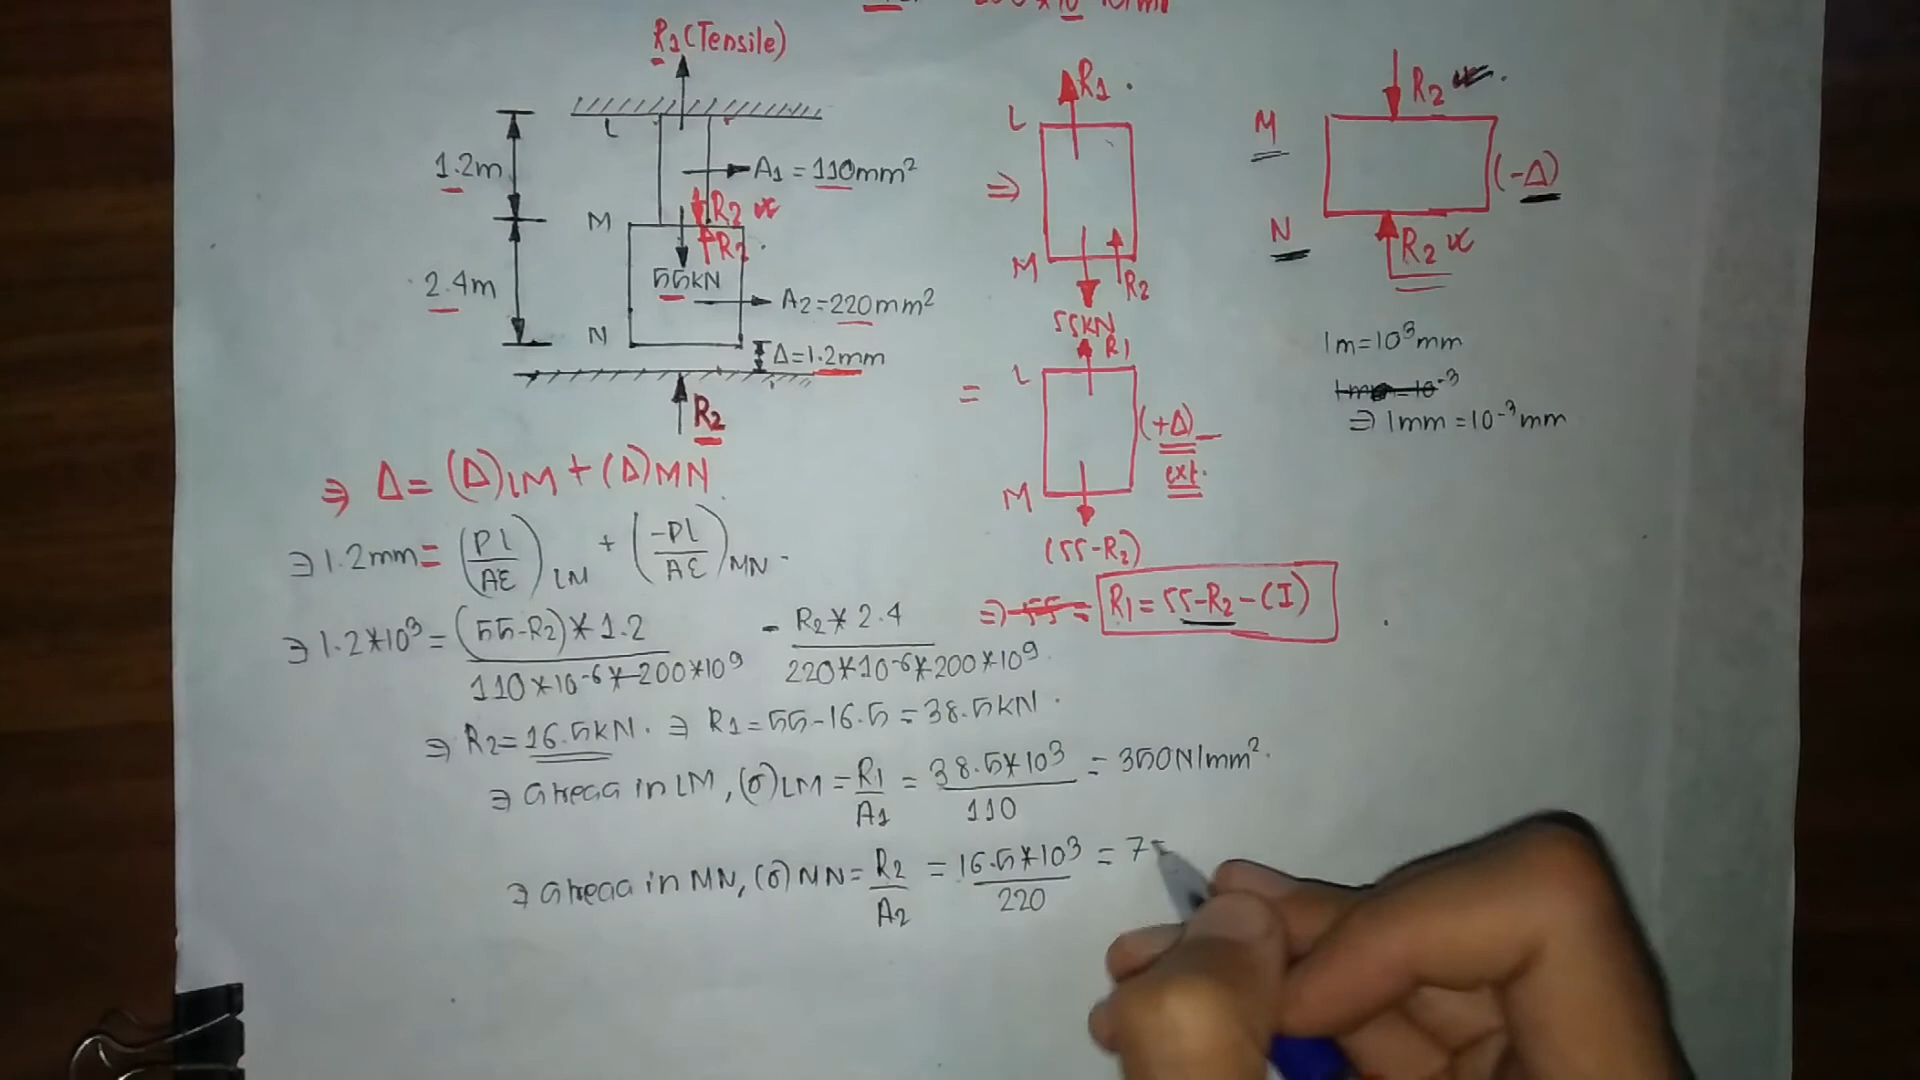 R1(Tensile)
L
1.2m
A1 = 110mm²
R2
M
R2
55kN
2.4m
A2=220mm²
N
Δ=1.2mm
R2
R1
L
M
R2
55kN
R1
L
(+Δ)
ext.
M
(55-R2)
R2
M
(-Δ)
N
R2
1m=10³mm
⇒ 1mm=10⁻³mm
⇒ Δ= (Δ)LM + (Δ)MN
⇒ 1.2mm= (Pl/AE)LM + (-Pl/AE)MN
⇒ 1.2*10³ = (55-R2)*1.2 / 110*10⁻⁶*200*10⁹ - R2*2.4 / 220*10⁻⁶*200*10⁹
⇒ 55 = R1= 55-R2-(I)
⇒ R2=16.5kN. ⇒ R1=55-16.5=38.5kN.
⇒ areaa in LM, (σ)LM = R1/A1 = 38.5*10³/110 = 350N/mm².
⇒ areaa in MN, (σ)MN= R2/A2 = 16.5*10³/220 = 7